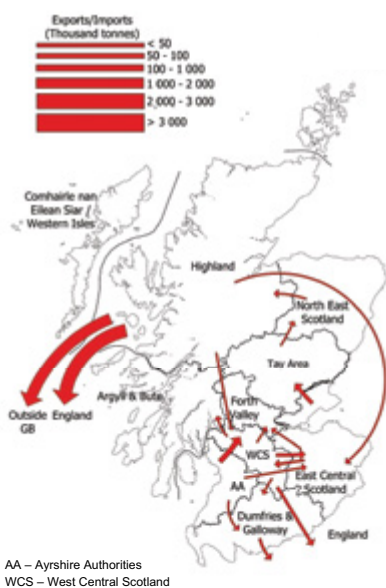 Exports/Imports
(Thousand tonnes)
< 50
50 - 100
100 - 1 000
1 000 - 2 000
2 000 - 3 000
> 3 000
Comhairle nan
Eilean Siar /
Western Isles
Highland
North East
Scotland
Tay Area
Outside
GB
England
Argyll & Bute
Forth
Valley
WCS
East Central
Scotland
AA
Dumfries &
Galloway
England
AA – Ayrshire Authorities
WCS – West Central Scotland